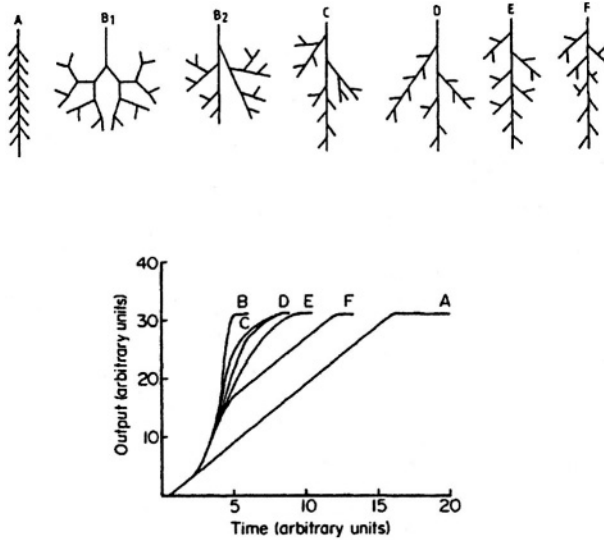 A B1 B2 C D E F
40
30
20
10
Output (arbitrary units)
B C D E F A
5 10 15 20
Time (arbitrary units)